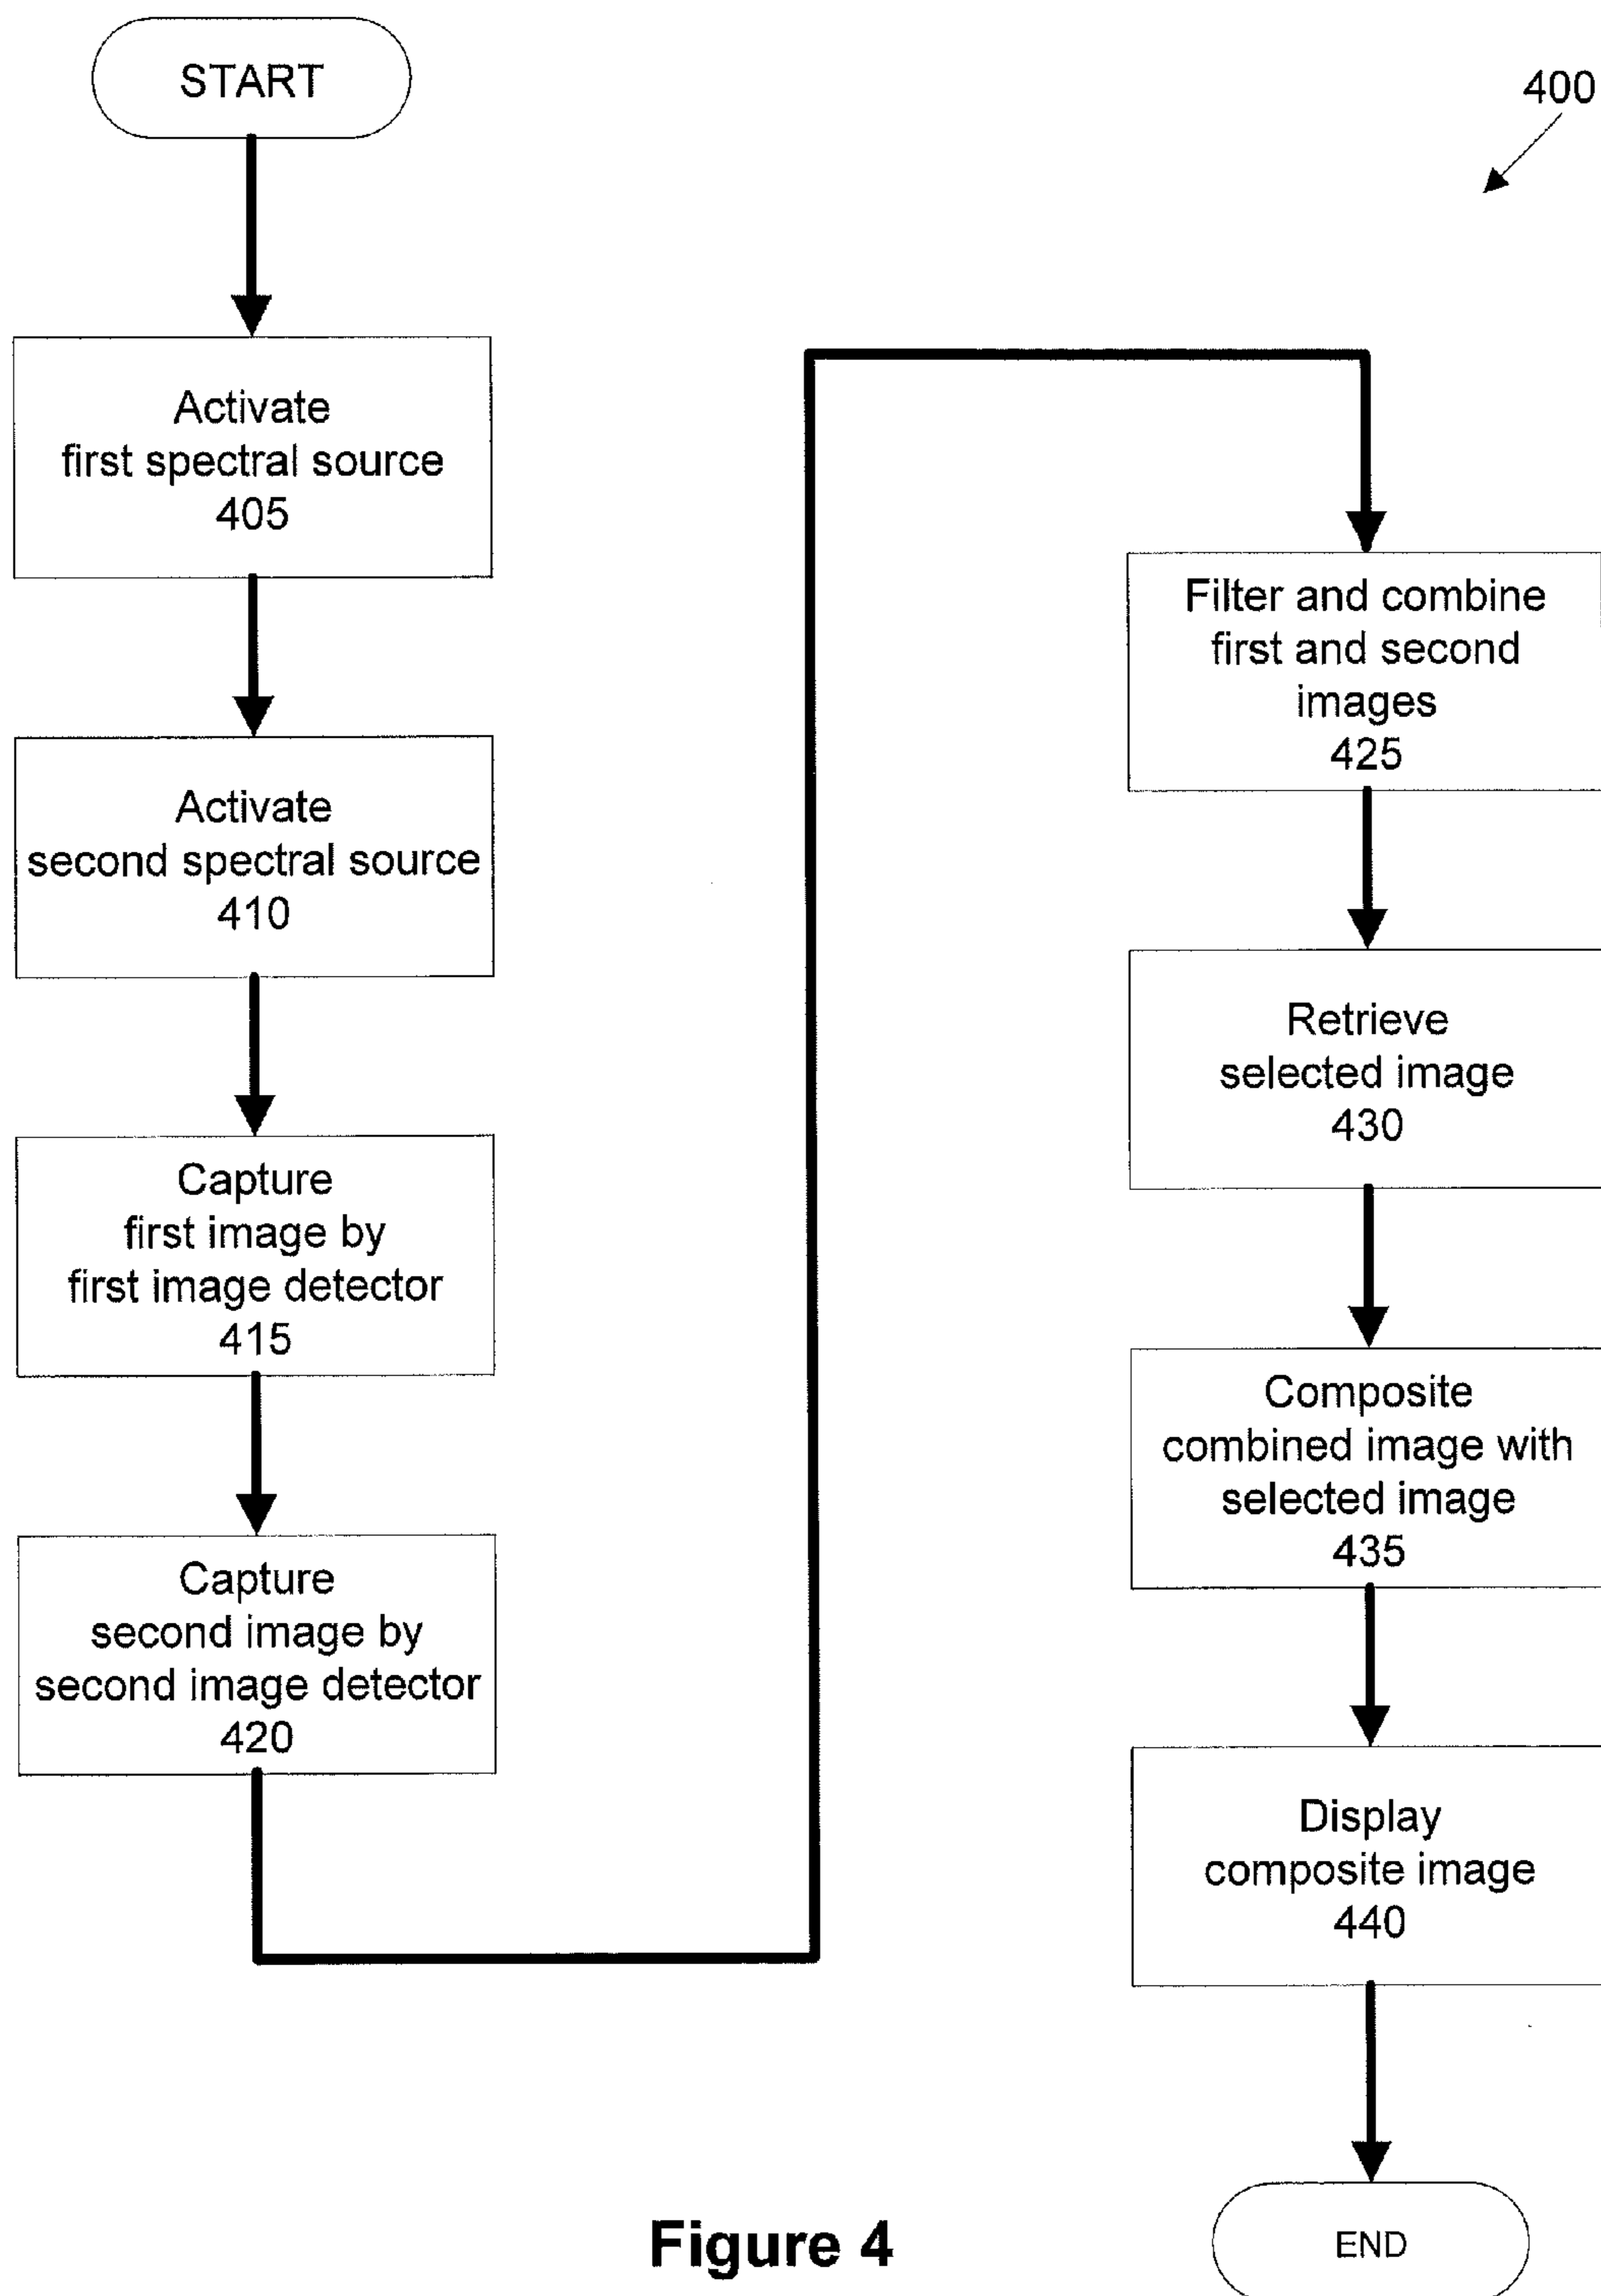 START
400
Activate
first spectral source
405
Activate
second spectral source
410
Capture
first image by
first image detector
415
Capture
second image by
second image detector
420
Filter and combine
first and second
images
425
Retrieve
selected image
430
Composite
combined image with
selected image
435
Display
composite image
440
END
Figure 4